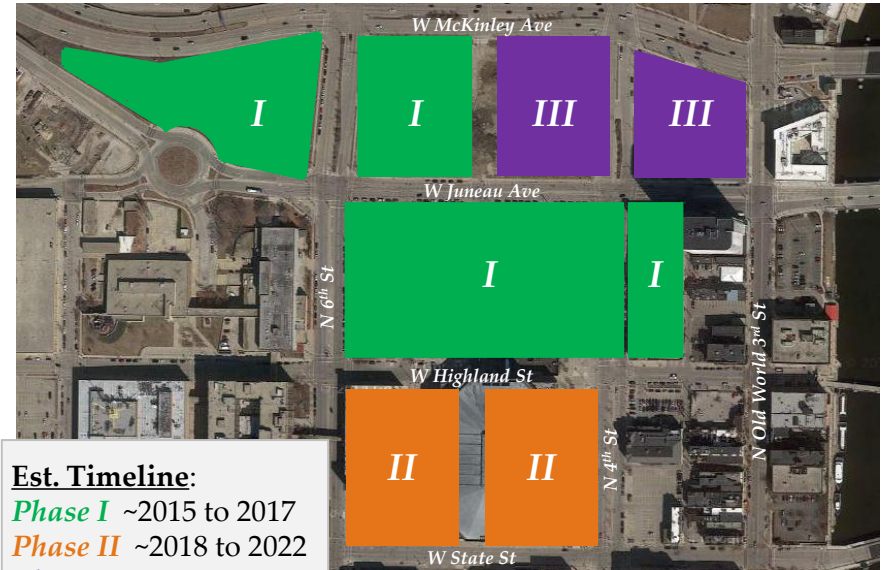 W McKinley Ave
I
I
III
III
W Juneau Ave
I
I
N 6th St
N Old World 3rd St
W Highland St
II
II
N 4th St
Est. Timeline:
Phase I ~2015 to 2017
Phase II ~2018 to 2022
W State St